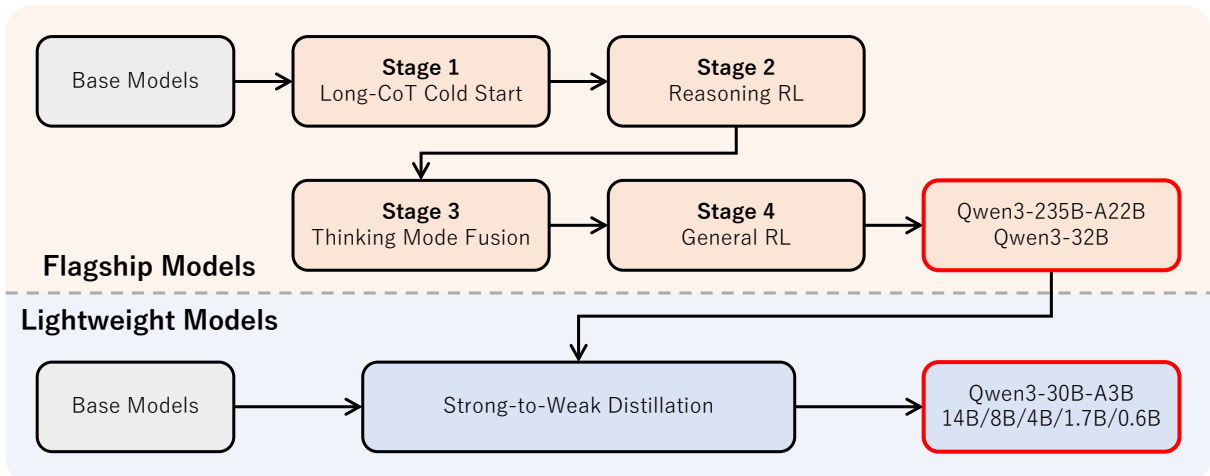 Base Models
Stage 1
Long-CoT Cold Start
Stage 2
Reasoning RL
Stage 3
Thinking Mode Fusion
Stage 4
General RL
Qwen3-235B-A22B
Qwen3-32B
Flagship Models
Lightweight Models
Base Models
Strong-to-Weak Distillation
Qwen3-30B-A3B
14B/8B/4B/1.7B/0.6B